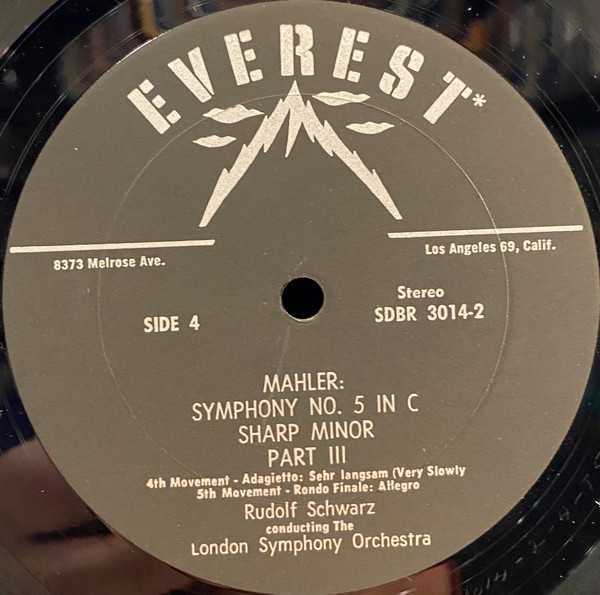 EVEREST*
8373 Melrose Ave.
Los Angeles 69, Calif.
SIDE 4
Stereo
SDBR 3014-2
MAHLER:
SYMPHONY NO. 5 IN C
SHARP MINOR
PART III
4th Movement - Adagietto: Sehr langsam (Very Slowly
5th Movement - Rondo Finale: Allegro
Rudolf Schwarz
conducting The
London Symphony Orchestra